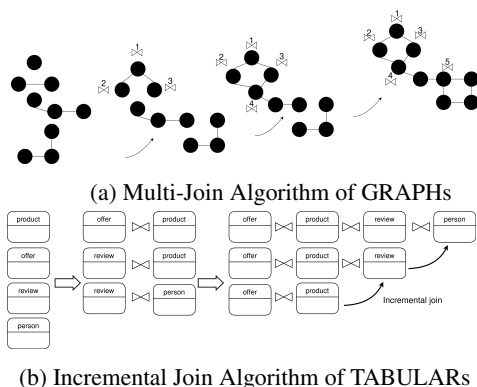 1
2
3
1
2
3
4
1
2
3
4
5
(a) Multi-Join Algorithm of GRAPHs
product
offer
product
offer
product
review
person
offer
review
product
offer
product
review
review
review
person
offer
product
Incremental join
person
(b) Incremental Join Algorithm of TABULARs